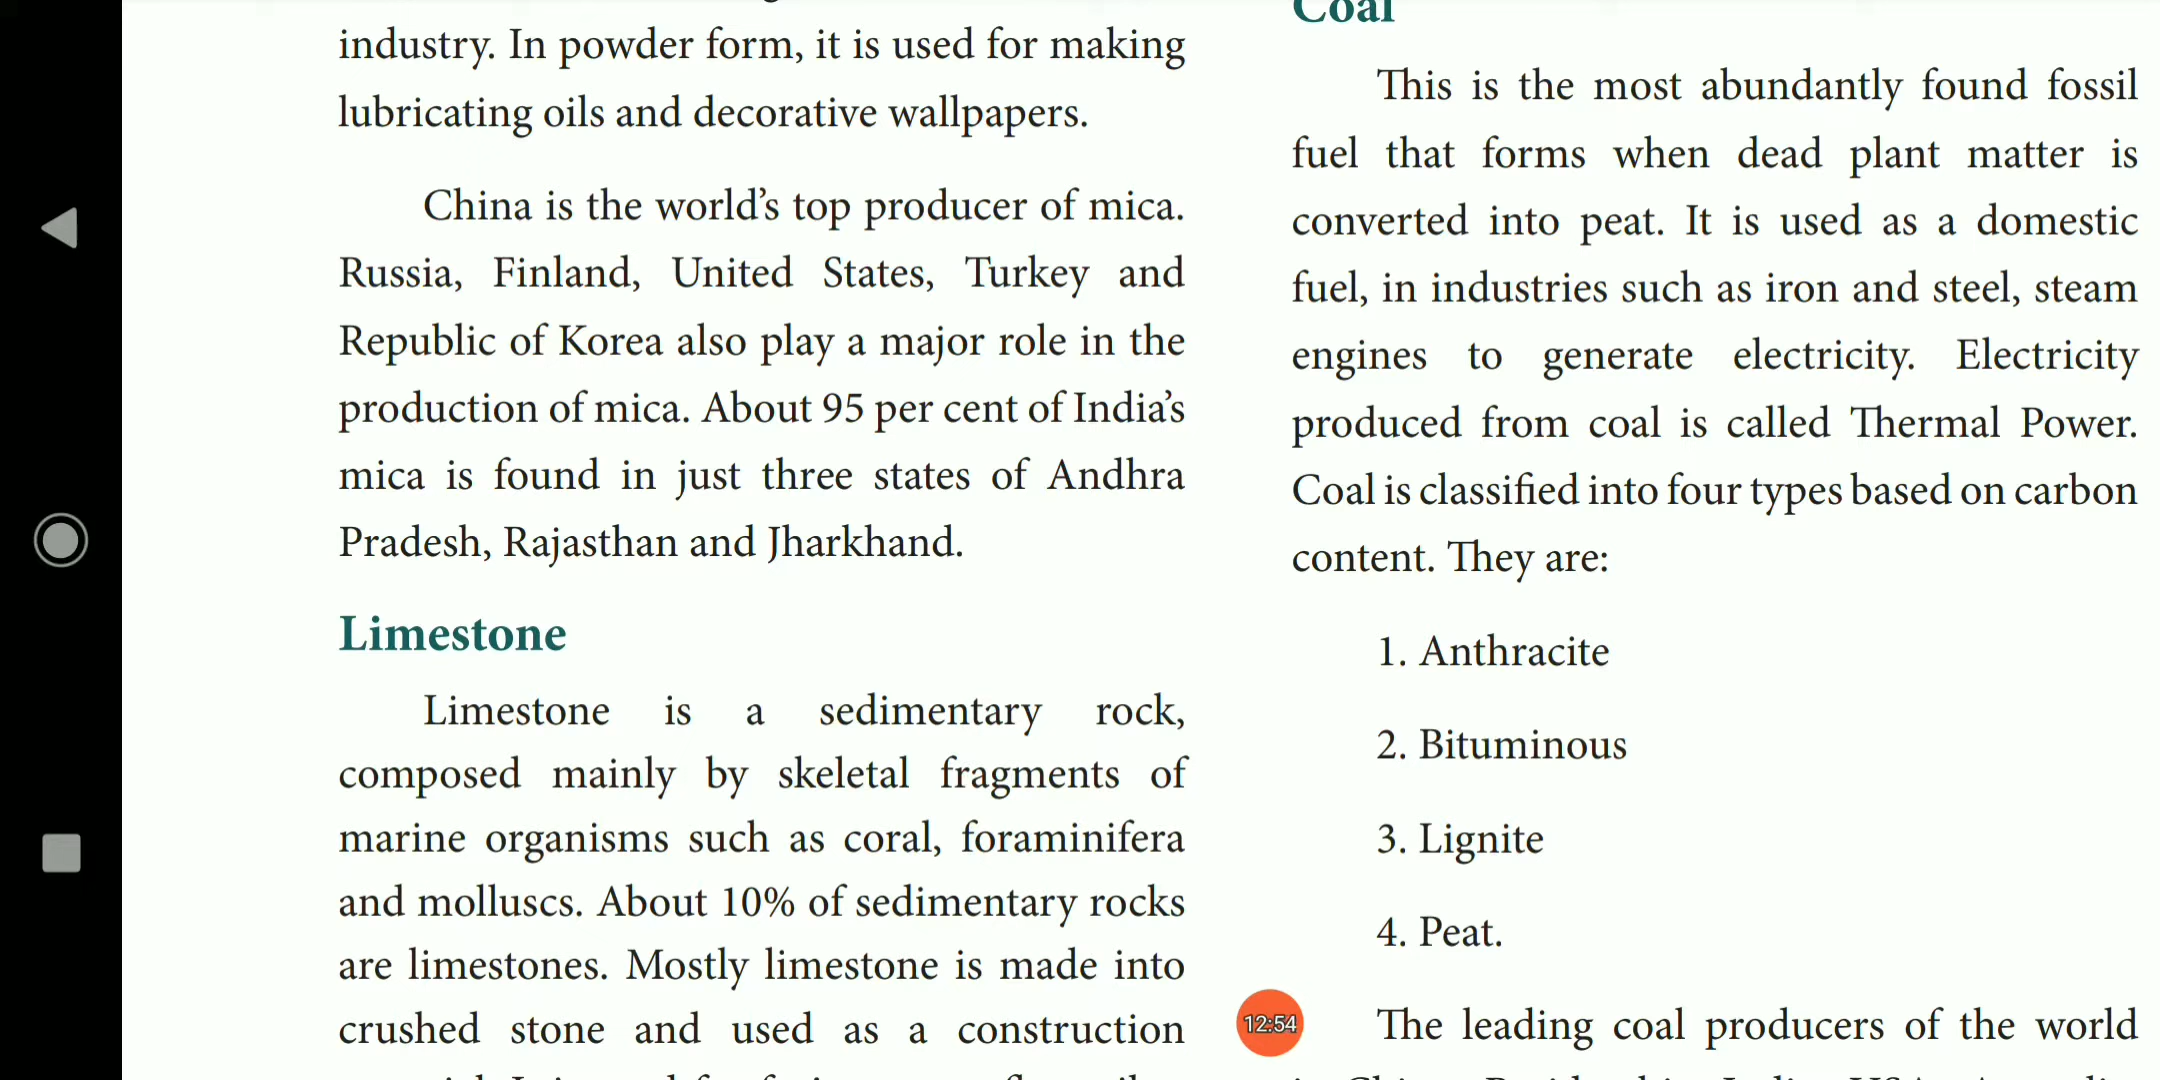 industry. In powder form, it is used for making
lubricating oils and decorative wallpapers.
China is the world's top producer of mica.
Russia, Finland, United States, Turkey and
Republic of Korea also play a major role in the
production of mica. About 95 per cent of India's
mica is found in just three states of Andhra
Pradesh, Rajasthan and Jharkhand.
Limestone
Limestone is a sedimentary rock,
composed mainly by skeletal fragments of
marine organisms such as coral, foraminifera
and molluscs. About 10% of sedimentary rocks
are limestones. Mostly limestone is made into
crushed stone and used as a construction
Coal
This is the most abundantly found fossil
fuel that forms when dead plant matter is
converted into peat. It is used as a domestic
fuel, in industries such as iron and steel, steam
engines to generate electricity. Electricity
produced from coal is called Thermal Power.
Coal is classified into four types based on carbon
content. They are:
1. Anthracite
2. Bituminous
3. Lignite
4. Peat.
12:54
The leading coal producers of the world